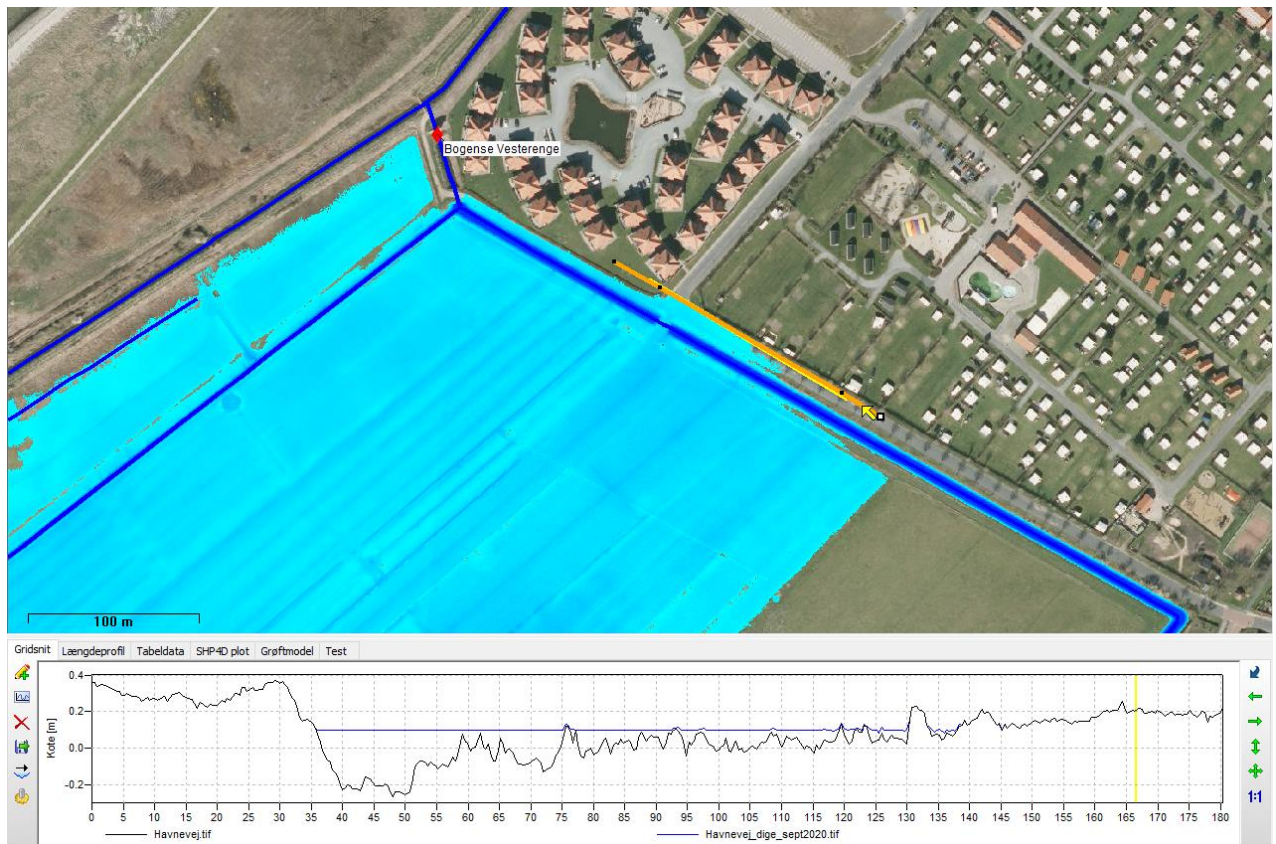 Bogense Vesterenge
100 m
Gridsnit Længdeprofil Tabeldata SHP4D plot Grøftmodel Test
Kote [m]
0.4
0.2
0.0
-0.2
0 5 10 15 20 25 30 35 40 45 50 55 60 65 70 75 80 85 90 95 100 105 110 115 120 125 130 135 140 145 150 155 160 165 170 175 180
1:1
Havnevej.tif Havnevej_dige_sept2020.tif